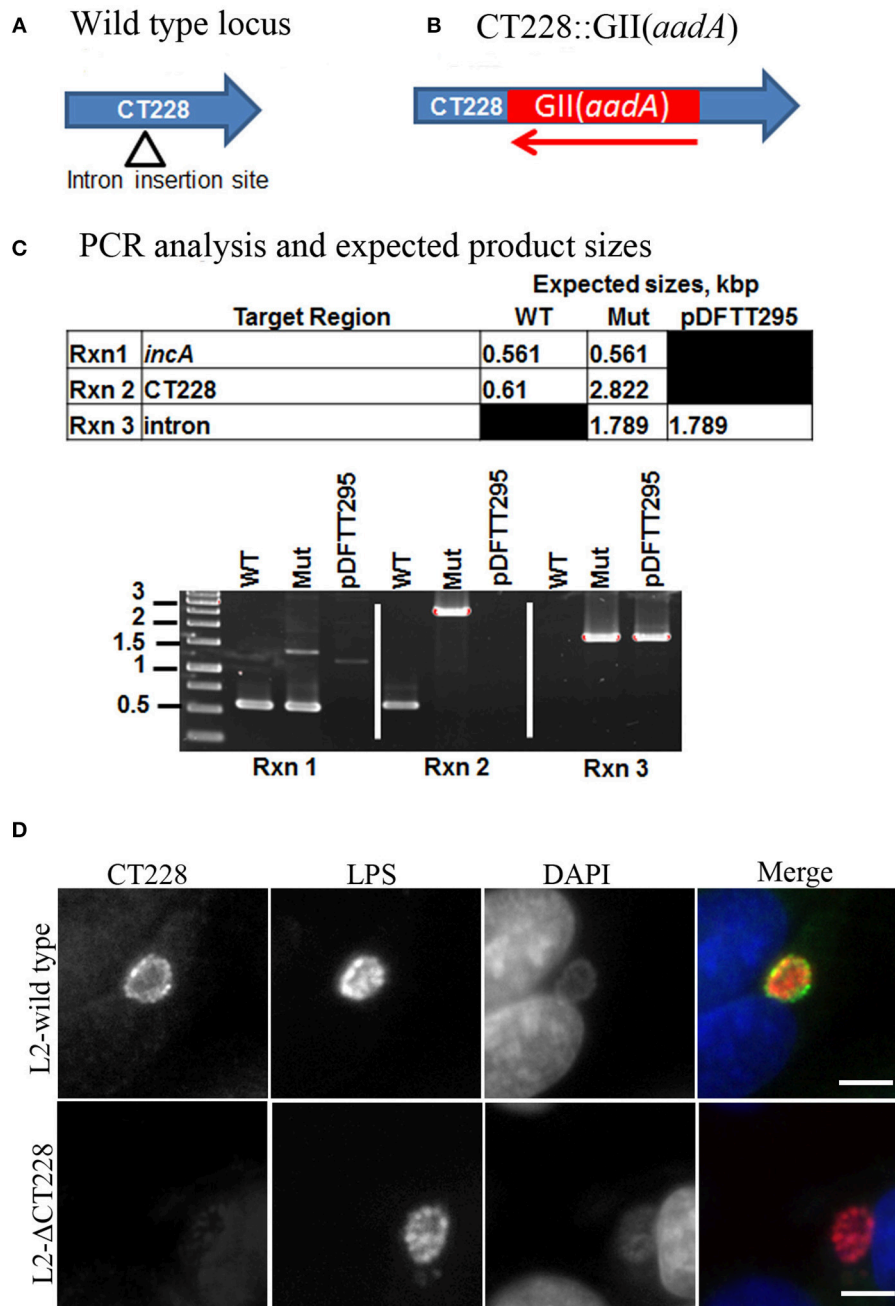 A Wild type locus
B CT228::GII(aadA)
CT228
Intron insertion site
CT228 GII(aadA)
C PCR analysis and expected product sizes
Expected sizes, kbp
Target Region WT Mut pDFTT295
Rxn1 incA 0.561 0.561
Rxn 2 CT228 0.61 2.822
Rxn 3 intron 1.789 1.789
WT Mut pDFTT295 WT Mut pDFTT295 WT Mut pDFTT295
3
2
1.5
1
0.5
Rxn 1 Rxn 2 Rxn 3
D
CT228 LPS DAPI Merge
L2-wild type
L2-ΔCT228